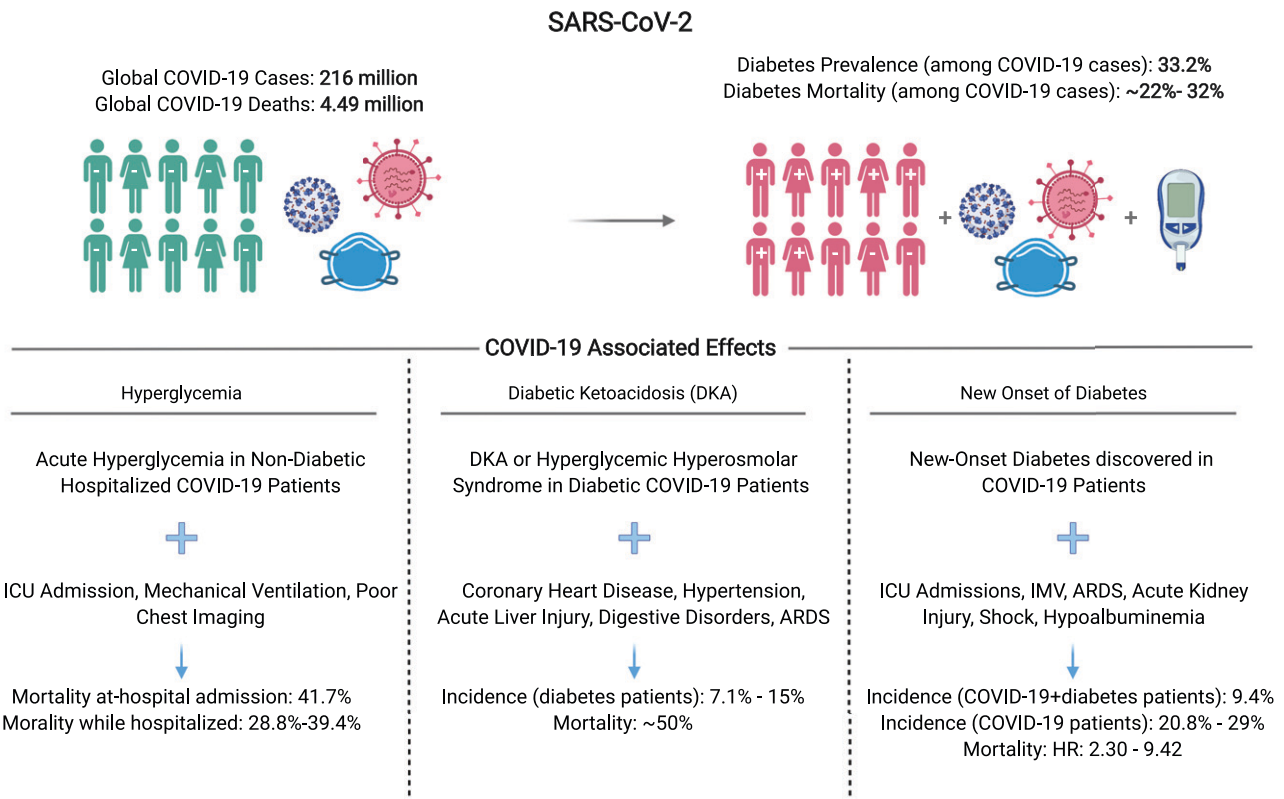 SARS-CoV-2
Global COVID-19 Cases: 216 million
Global COVID-19 Deaths: 4.49 million
Diabetes Prevalence (among COVID-19 cases): 33.2%
Diabetes Mortality (among COVID-19 cases): ~22%- 32%
COVID-19 Associated Effects
Hyperglycemia
Acute Hyperglycemia in Non-Diabetic
Hospitalized COVID-19 Patients
ICU Admission, Mechanical Ventilation, Poor
Chest Imaging
Mortality at-hospital admission: 41.7%
Morality while hospitalized: 28.8%-39.4%
Diabetic Ketoacidosis (DKA)
DKA or Hyperglycemic Hyperosmolar
Syndrome in Diabetic COVID-19 Patients
Coronary Heart Disease, Hypertension,
Acute Liver Injury, Digestive Disorders, ARDS
Incidence (diabetes patients): 7.1% - 15%
Mortality: ~50%
New Onset of Diabetes
New-Onset Diabetes discovered in
COVID-19 Patients
ICU Admissions, IMV, ARDS, Acute Kidney
Injury, Shock, Hypoalbuminemia
Incidence (COVID-19+diabetes patients): 9.4%
Incidence (COVID-19 patients): 20.8% - 29%
Mortality: HR: 2.30 - 9.42